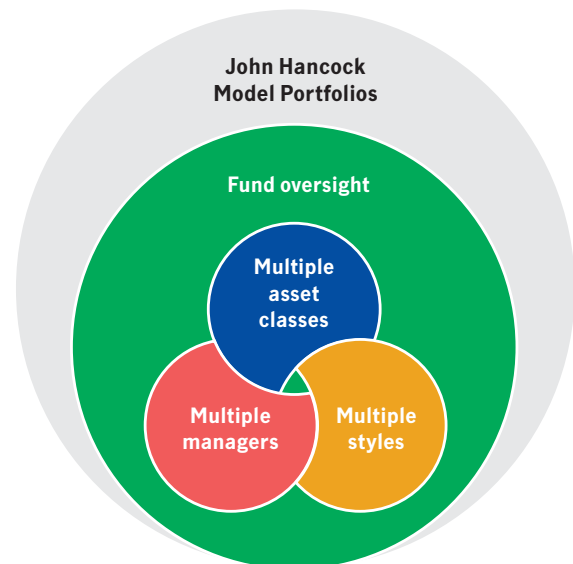 John Hancock
Model Portfolios
Fund oversight
Multiple
asset
classes
Multiple
managers
Multiple
styles